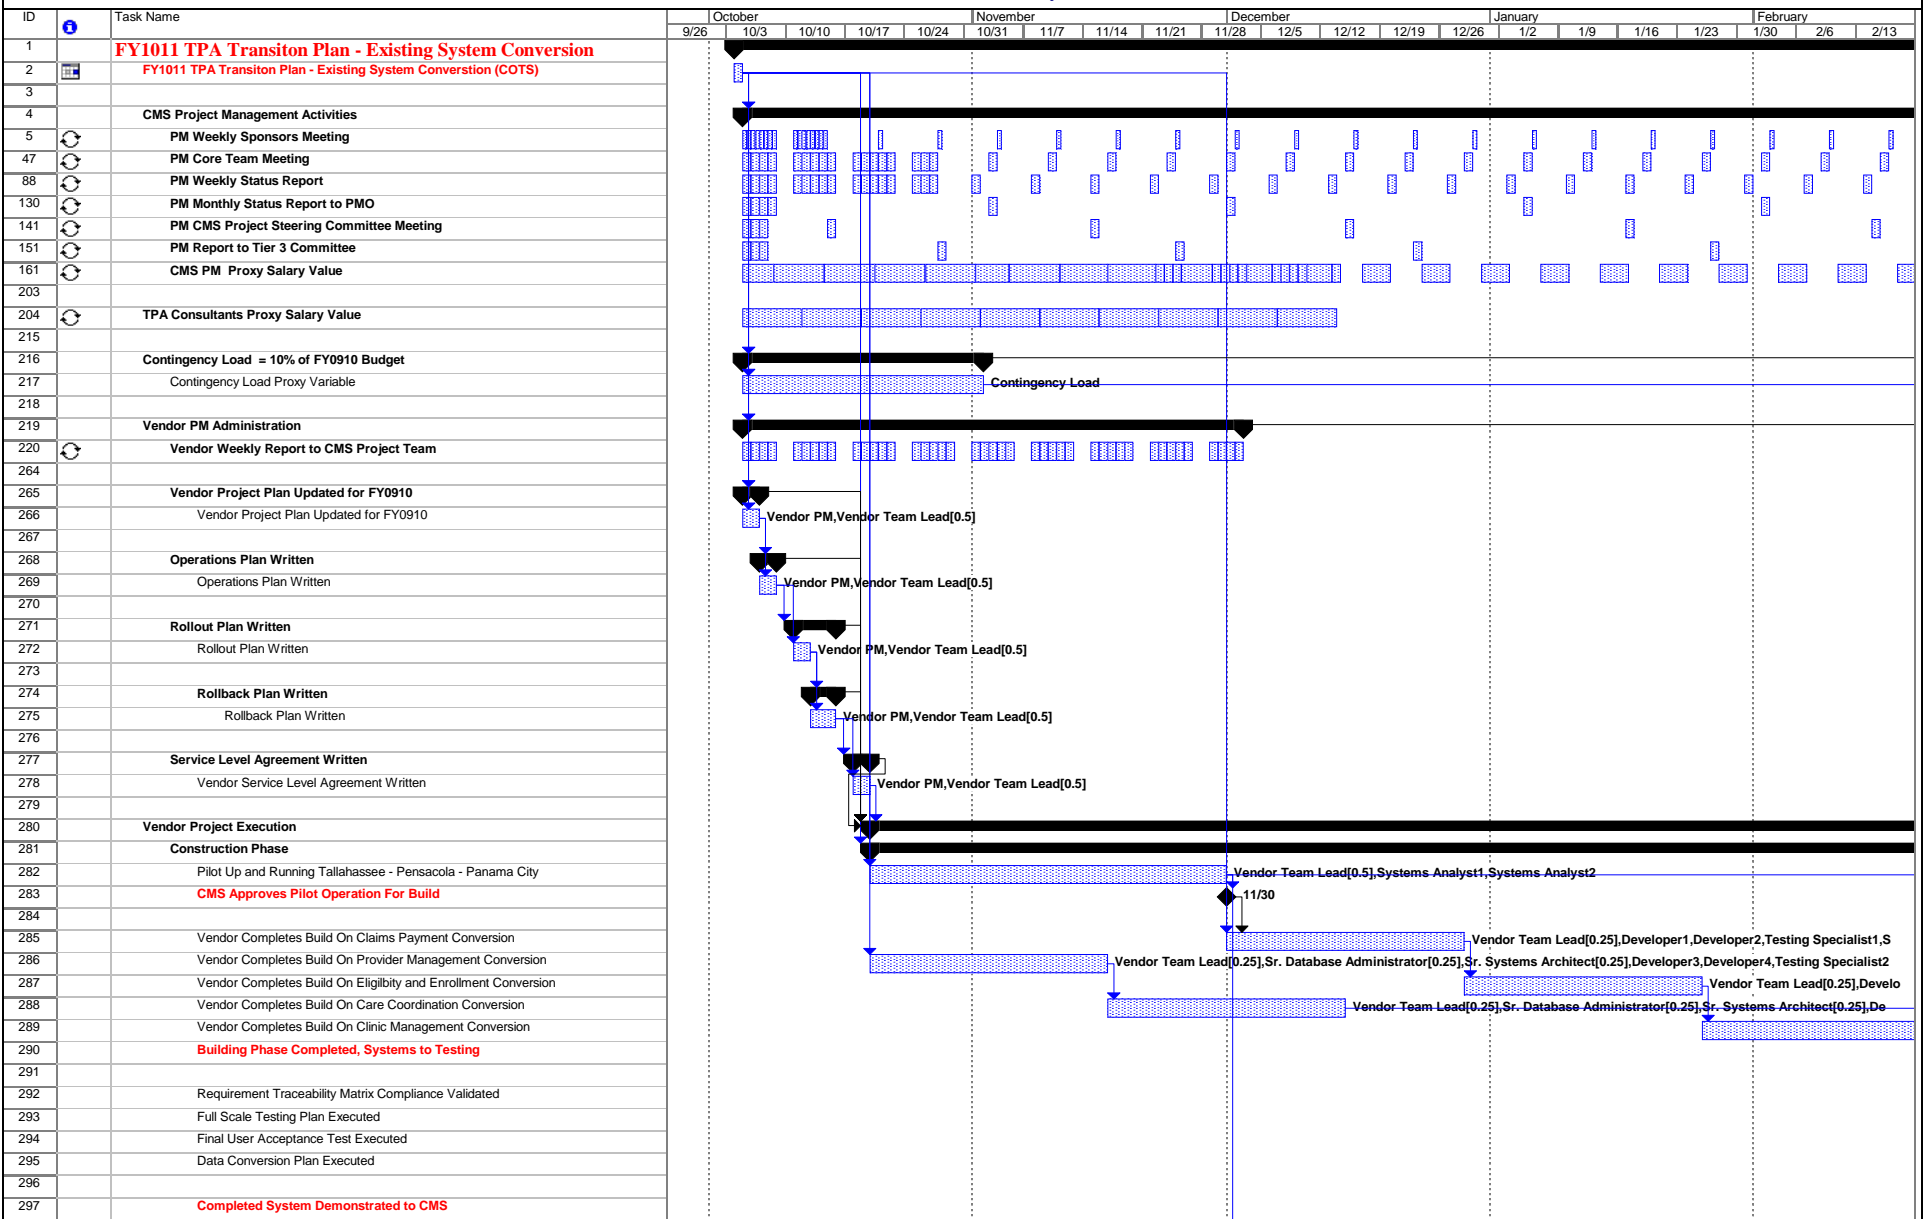 ID Task Name October November December January February
9/26 10/3 10/10 10/17 10/24 10/31 11/7 11/14 11/21 11/28 12/5 12/12 12/19 12/26 1/2 1/9 1/16 1/23 1/30 2/6 2/13
1 FY1011 TPA Transiton Plan - Existing System Conversion
2 FY1011 TPA Transiton Plan - Existing System Converstion (COTS)
3
4 CMS Project Management Activities
5 PM Weekly Sponsors Meeting
47 PM Core Team Meeting
88 PM Weekly Status Report
130 PM Monthly Status Report to PMO
141 PM CMS Project Steering Committee Meeting
151 PM Report to Tier 3 Committee
161 CMS PM Proxy Salary Value
203
204 TPA Consultants Proxy Salary Value
215
216 Contingency Load = 10% of FY0910 Budget
217 Contingency Load Proxy Variable Contingency Load
218
219 Vendor PM Administration
220 Vendor Weekly Report to CMS Project Team
264
265 Vendor Project Plan Updated for FY0910
266 Vendor Project Plan Updated for FY0910 Vendor PM,Vendor Team Lead[0.5]
267
268 Operations Plan Written
269 Operations Plan Written Vendor PM,Vendor Team Lead[0.5]
270
271 Rollout Plan Written
272 Rollout Plan Written Vendor PM,Vendor Team Lead[0.5]
273
274 Rollback Plan Written
275 Rollback Plan Written Vendor PM,Vendor Team Lead[0.5]
276
277 Service Level Agreement Written
278 Vendor Service Level Agreement Written Vendor PM,Vendor Team Lead[0.5]
279
280 Vendor Project Execution
281 Construction Phase
282 Pilot Up and Running Tallahassee - Pensacola - Panama City Vendor Team Lead[0.5],Systems Analyst1,Systems Analyst2
283 CMS Approves Pilot Operation For Build 11/30
284
285 Vendor Completes Build On Claims Payment Conversion Vendor Team Lead[0.25],Developer1,Developer2,Testing Specialist1,S
286 Vendor Completes Build On Provider Management Conversion Vendor Team Lead[0.25],Sr. Database Administrator[0.25],Sr. Systems Architect[0.25],Developer3,Developer4,Testing Specialist2
287 Vendor Completes Build On Eligilbity and Enrollment Conversion Vendor Team Lead[0.25],Develo
288 Vendor Completes Build On Care Coordination Conversion Vendor Team Lead[0.25],Sr. Database Administrator[0.25],Sr. Systems Architect[0.25],De
289 Vendor Completes Build On Clinic Management Conversion
290 Building Phase Completed, Systems to Testing
291
292 Requirement Traceability Matrix Compliance Validated
293 Full Scale Testing Plan Executed
294 Final User Acceptance Test Executed
295 Data Conversion Plan Executed
296
297 Completed System Demonstrated to CMS